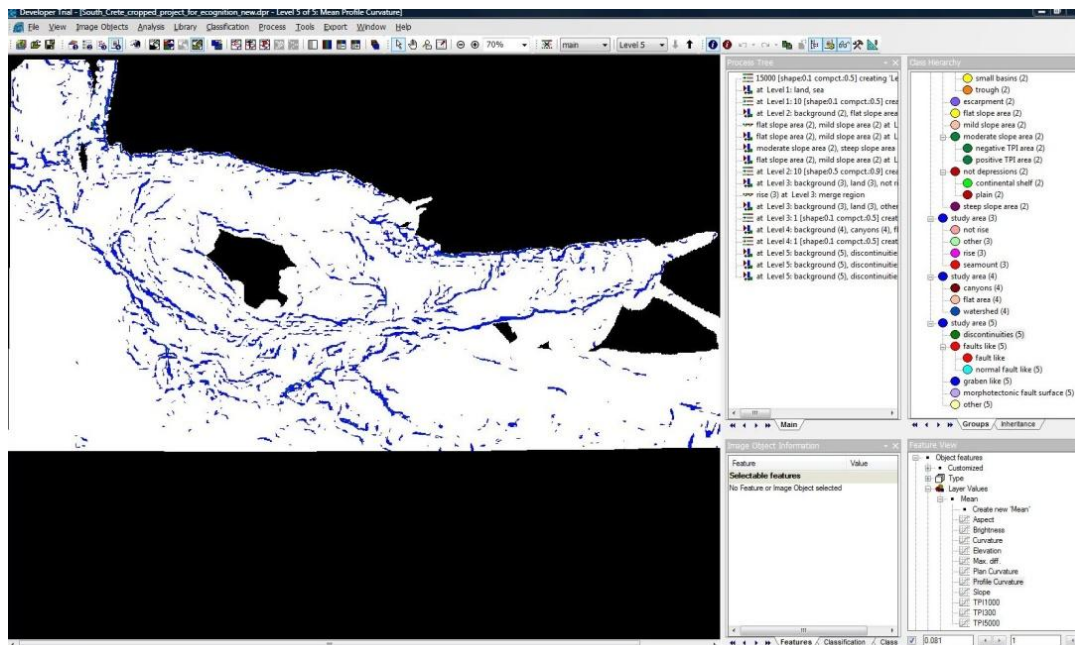 Developer Trial - [South_Crete_cropped_project_for_ecognition_new.dpr - Level 5 of 5: Mean Profile Curvature]
File View Image Objects Analysis Library Classification Process Tools Export Window Help
70% main Level 5
Process Tree
15000 [shape:0.1 compct.:0.5] creating 'Le
at Level 1: land, sea
at Level 1: 10 [shape:0.1 compct.:0.5] crea
at Level 2: background (2), flat slope area
flat slope area (2), mild slope area (2) at L
flat slope area (2), mild slope area (2) at L
moderate slope area (2), steep slope area
flat slope area (2), mild slope area (2) at L
at Level 2: 10 [shape:0.5 compct.:0.9] crea
at Level 3: background (3), land (3), not ri
rise (3) at Level 3: merge region
at Level 3: background (3), land (3), other
at Level 3: 1 [shape:0.1 compct.:0.5] creat
at Level 4: background (4), canyons (4), fl
at Level 4: 1 [shape:0.1 compct.:0.5] creat
at Level 5: background (5), discontinuitie
at Level 5: background (5), discontinuitie
at Level 5: background (5), discontinuitie
Main
Class Hierarchy
small basins (2)
trough (2)
escarpment (2)
flat slope area (2)
mild slope area (2)
moderate slope area (2)
negative TPI area (2)
positive TPI area (2)
not depressions (2)
continental shelf (2)
plain (2)
steep slope area (2)
study area (3)
not rise
other (3)
rise (3)
seamount (3)
study area (4)
canyons (4)
flat area (4)
watershed (4)
study area (5)
discontinuities (5)
faults like (5)
fault like
normal fault like (5)
graben like (5)
morphotectonic fault surface (5)
other (5)
Groups Inheritance
Image Object Information
Feature Value
Selectable features
No Feature or Image Object selected
Features Classification Class
Feature View
Object features
Customized
Type
Layer Values
Mean
Create new 'Mean'
Aspect
Brightness
Curvature
Elevation
Max. diff.
Plan Curvature
Profile Curvature
Slope
TPI1000
TPI300
TPI5000
0.081 1